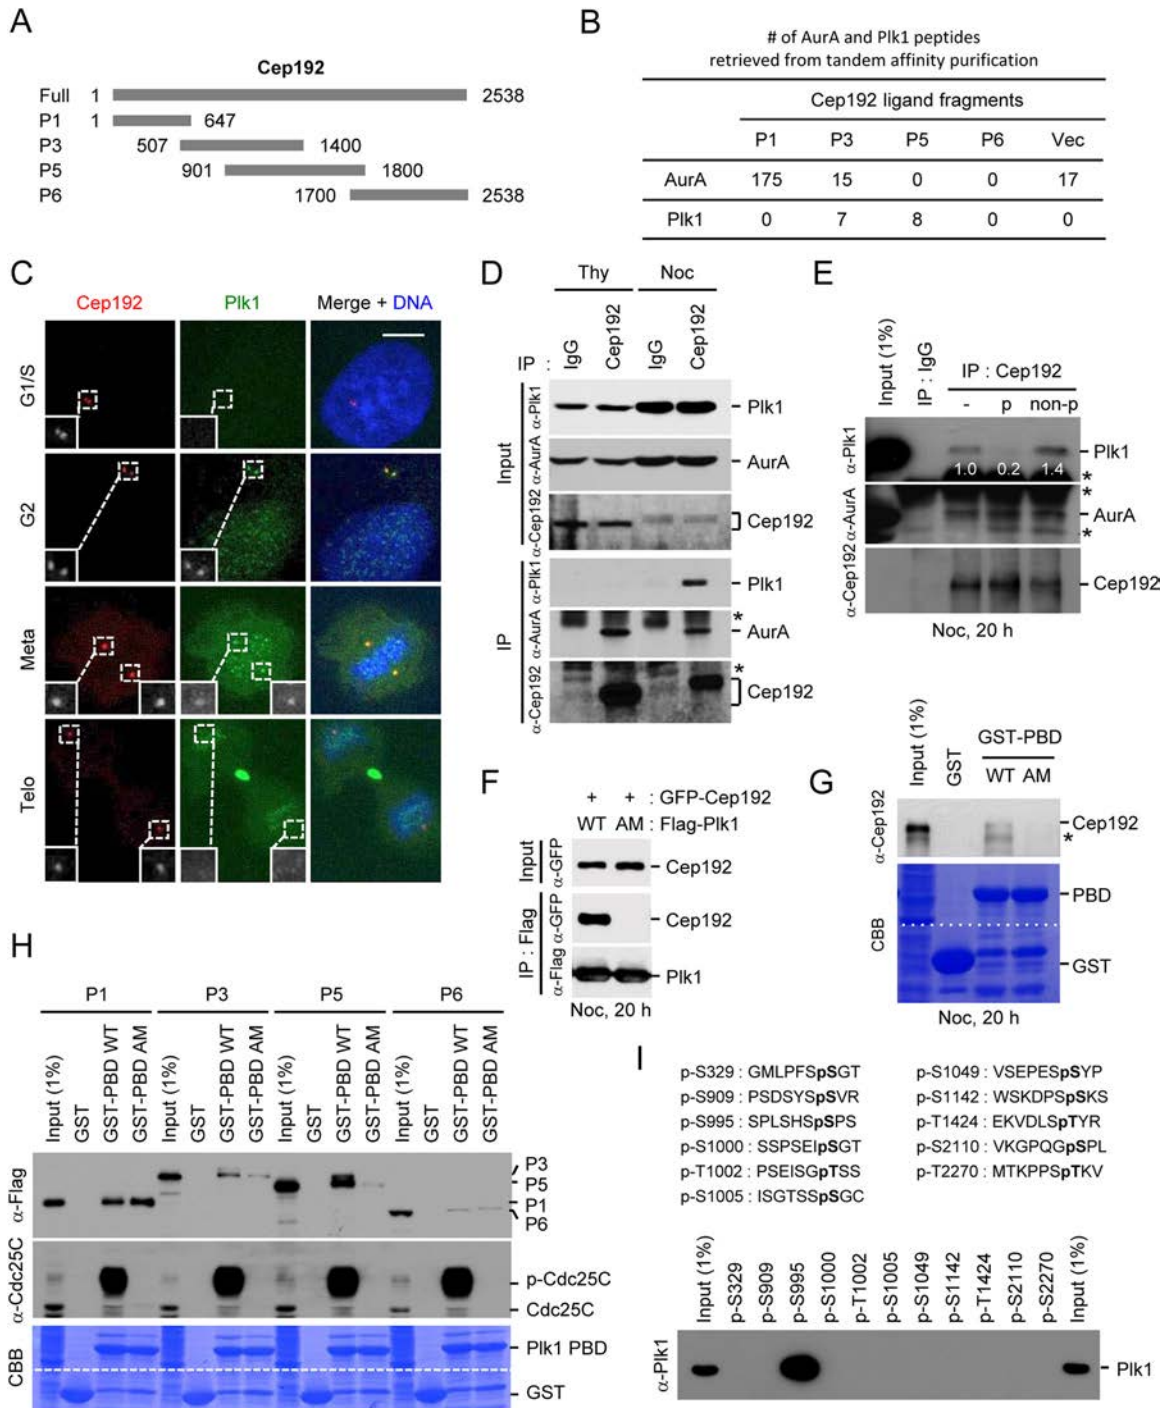 A
Cep192
Full 1 2538
P1 1 647
P3 507 1400
P5 901 1800
P6 1700 2538
B
# of AurA and Plk1 peptides
retrieved from tandem affinity purification
Cep192 ligand fragments
P1 P3 P5 P6 Vec
AurA 175 15 0 0 17
Plk1 0 7 8 0 0
C
Cep192 Plk1 Merge + DNA
G1/S
G2
Meta
Telo
D
Thy Noc
IP : IgG Cep192 IgG Cep192
Input
α-Plk1 Plk1
α-AurA AurA
α-Cep192 Cep192
IP
α-Plk1 Plk1
α-AurA * AurA
α-Cep192 * Cep192
E
Input (1%) IP : IgG IP : Cep192
- p non-p
α-Plk1 Plk1
1.0 0.2 1.4 *
*
α-AurA AurA
*
α-Cep192 Cep192
Noc, 20 h
F
+ + : GFP-Cep192
WT AM : Flag-Plk1
Input α-GFP Cep192
IP : Flag
α-GFP Cep192
α-Flag Plk1
Noc, 20 h
G
Input (1%) GST GST-PBD
WT AM
α-Cep192 Cep192
*
CBB PBD
GST
Noc, 20 h
H
P1 P3 P5 P6
Input (1%) GST GST-PBD WT GST-PBD AM Input (1%) GST GST-PBD WT GST-PBD AM Input (1%) GST GST-PBD WT GST-PBD AM Input (1%) GST GST-PBD WT GST-PBD AM
α-Flag P3
P5
P1
P6
α-Cdc25C p-Cdc25C
Cdc25C
CBB Plk1 PBD
GST
I
p-S329 : GMLPFSpSGT
p-S909 : PSDSYSpSVR
p-S995 : SPLSHSpSPS
p-S1000 : SSPSEIpSGT
p-T1002 : PSEISGpTSS
p-S1005 : ISGTSSpSGC
p-S1049 : VSEPESpSYP
p-S1142 : WSKDPSpSKS
p-T1424 : EKVDLSpTYR
p-S2110 : VKGPQGpSPL
p-T2270 : MTKPPSpTKV
Input (1%) p-S329 p-S909 p-S995 p-S1000 p-T1002 p-S1005 p-S1049 p-S1142 p-T1424 p-S2110 p-S2270 Input (1%)
α-Plk1 Plk1